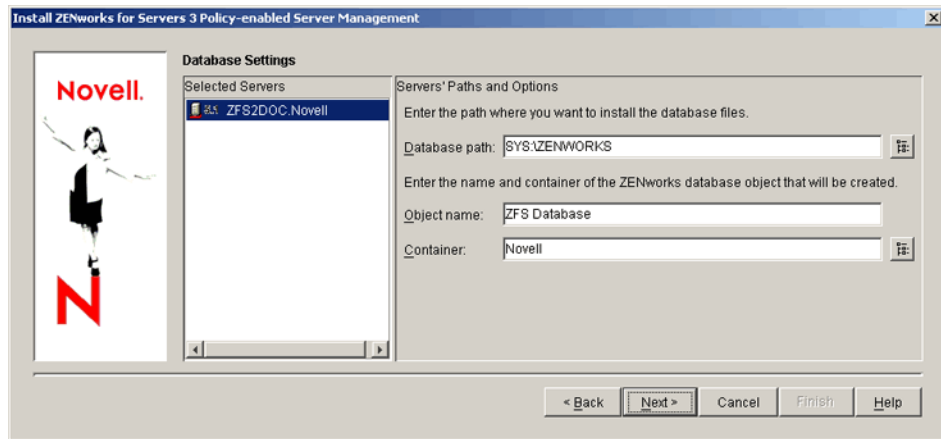 Install ZENworks for Servers 3 Policy-enabled Server Management
Novell.
N
Database Settings
Selected Servers
ZFS2DOC.Novell
Servers' Paths and Options
Enter the path where you want to install the database files.
Database path: SYS:\ZENWORKS
Enter the name and container of the ZENworks database object that will be created.
Object name: ZFS Database
Container: Novell
< Back Next > Cancel Finish Help